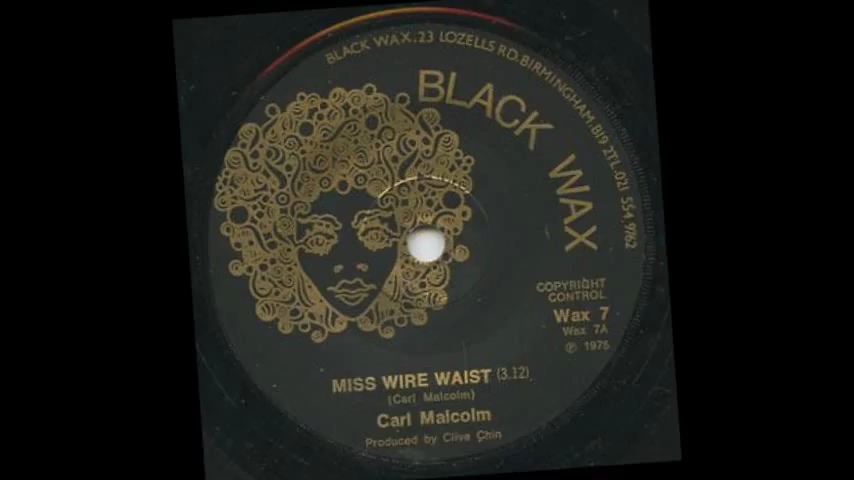 BLACK WAX.23 LOZELLS RD.BIRMINGHAM.B19 2TL.021 554 9762
BLACK WAX
COPYRIGHT
CONTROL
Wax 7
Wax 7A
℗ 1975
MISS WIRE WAIST (3.12)
(Carl Malcolm)
Carl Malcolm
Produced by Clive Chin